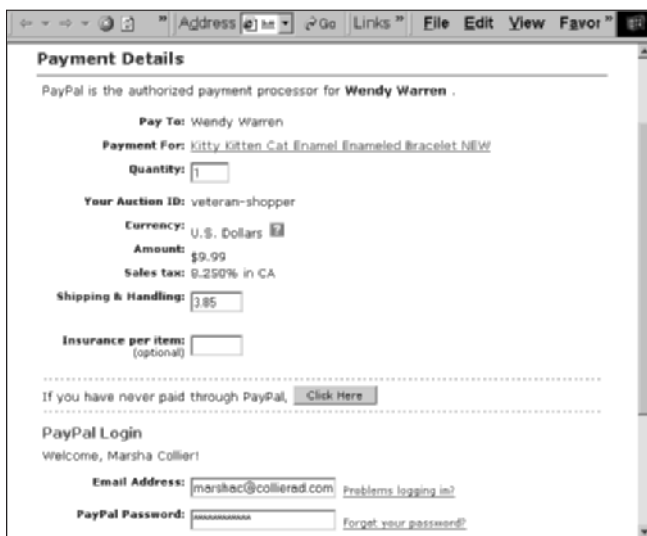 Address
Go
Links
File Edit View Favor
Payment Details
PayPal is the authorized payment processor for Wendy Warren .
Pay To: Wendy Warren
Payment For: Kitty Kitten Cat Enamel Enameled Bracelet NEW
Quantity: 1
Your Auction ID: veteran-shopper
Currency: U.S. Dollars ?
Amount: $9.99
Sales tax: 8.250% in CA
Shipping & Handling: 3.85
Insurance per item:
(optional)
If you have never paid through PayPal, Click Here
PayPal Login
Welcome, Marsha Collier!
Email Address: marshac@collierad.com Problems logging in?
PayPal Password: Forget your password?